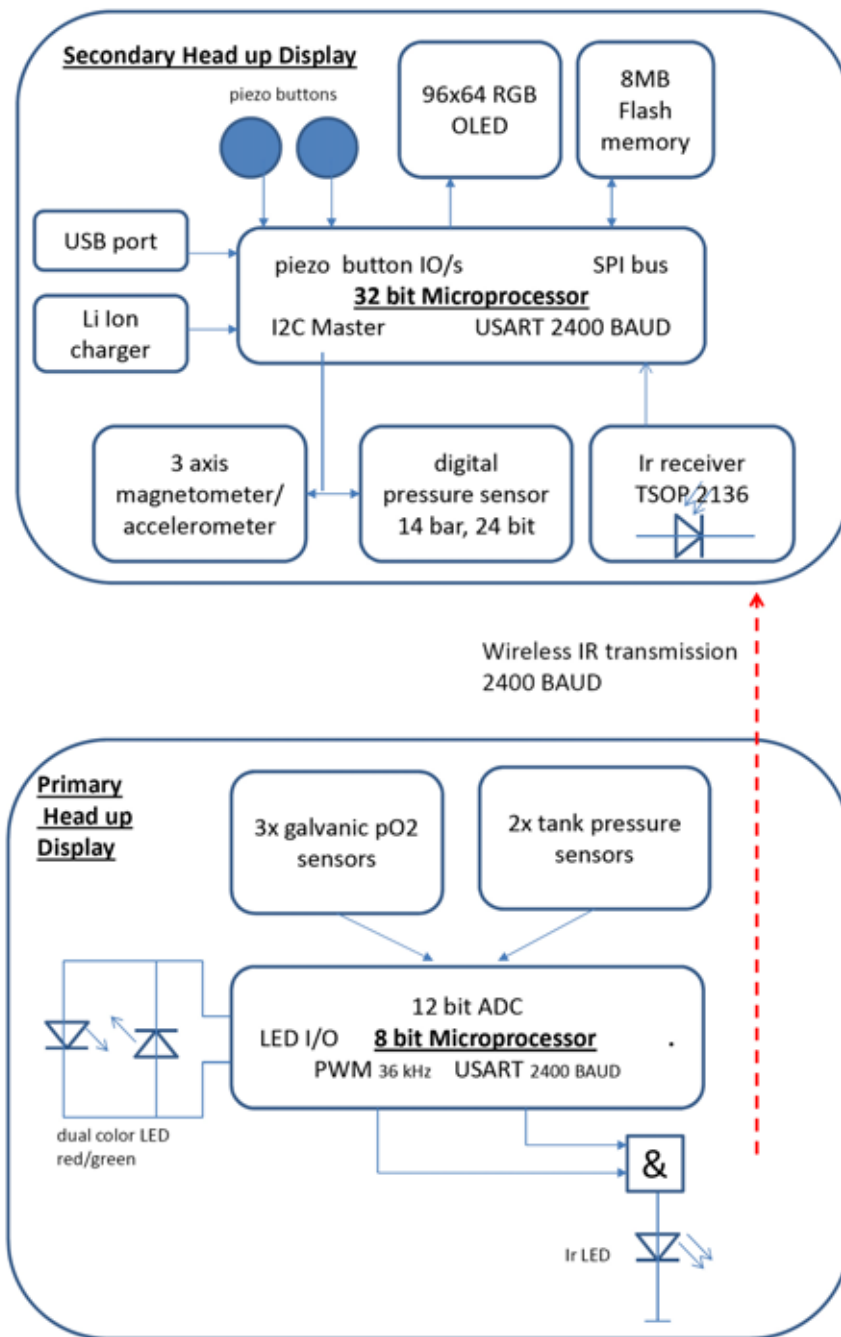 Secondary Head up Display
piezo buttons
96x64 RGB
OLED
8MB
Flash
memory
USB port
Li Ion
charger
piezo button IO/s SPI bus
32 bit Microprocessor
I2C Master USART 2400 BAUD
3 axis
magnetometer/
accelerometer
digital
pressure sensor
14 bar, 24 bit
Ir receiver
TSOP 2136
Wireless IR transmission
2400 BAUD
Primary
Head up
Display
3x galvanic pO2
sensors
2x tank pressure
sensors
12 bit ADC
LED I/O 8 bit Microprocessor .
PWM 36 kHz USART 2400 BAUD
dual color LED
red/green
&
Ir LED